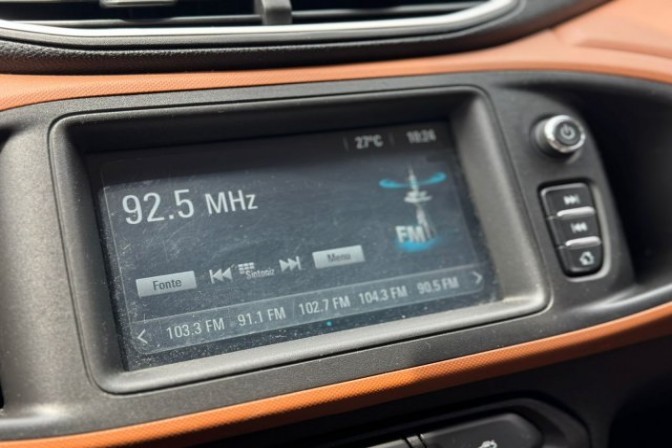 27°C 10:24
92.5 MHz
FM
Fonte Sintoniz Menu
103.3 FM 91.1 FM 102.7 FM 104.3 FM 90.5 FM